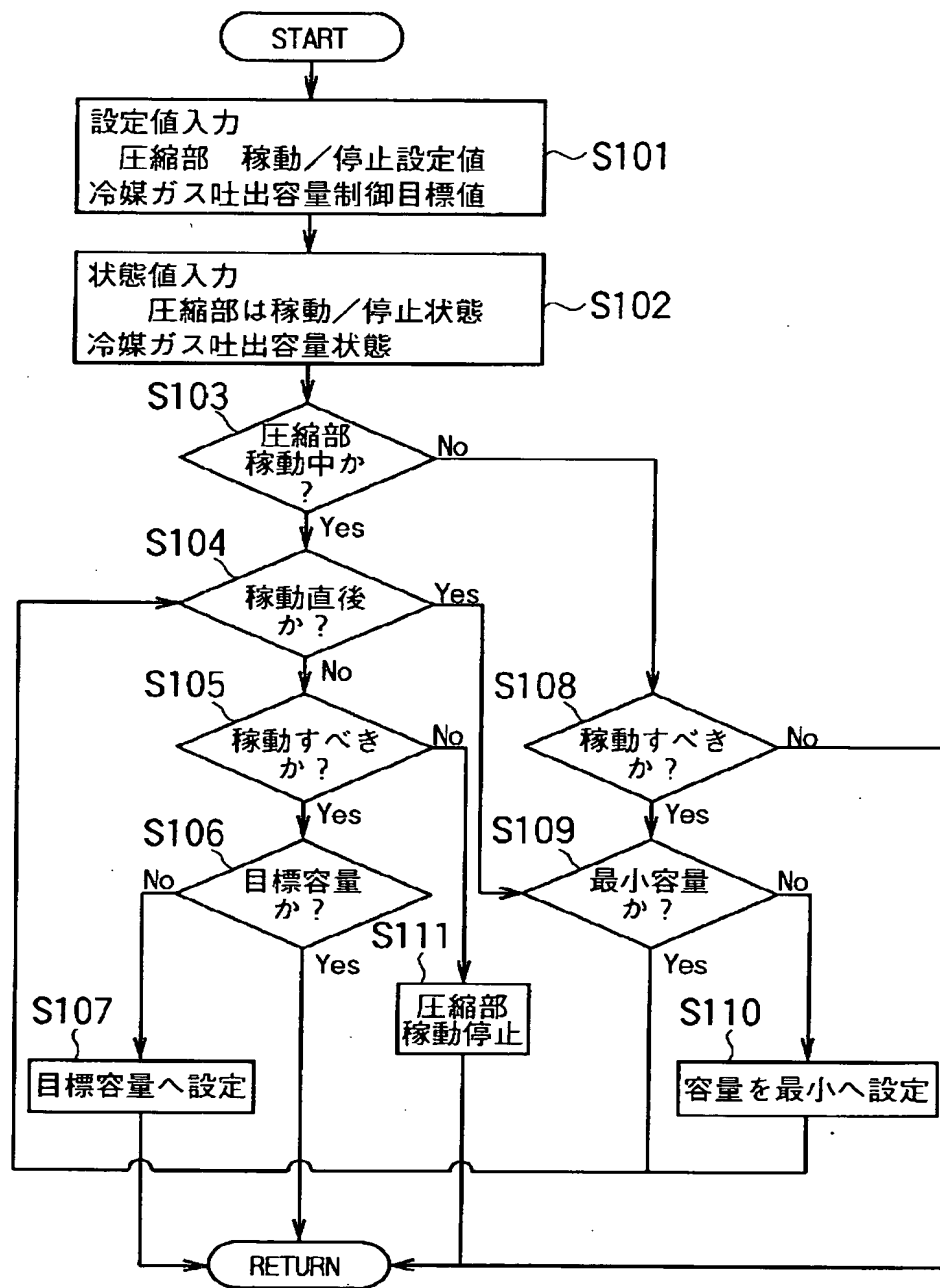 START
設定値入力
圧縮部 稼動／停止設定値
冷媒ガス吐出容量制御目標値
S101
状態値入力
圧縮部は稼動／停止状態
冷媒ガス吐出容量状態
S102
S103
圧縮部
稼動中か
？
No
Yes
S104
稼動直後
か？
Yes
No
S105
稼動すべき
か？
No
Yes
S108
稼動すべき
か？
No
Yes
S106
目標容量
か？
No
Yes
S109
最小容量
か？
No
Yes
S111
圧縮部
稼動停止
S107
目標容量へ設定
S110
容量を最小へ設定
RETURN